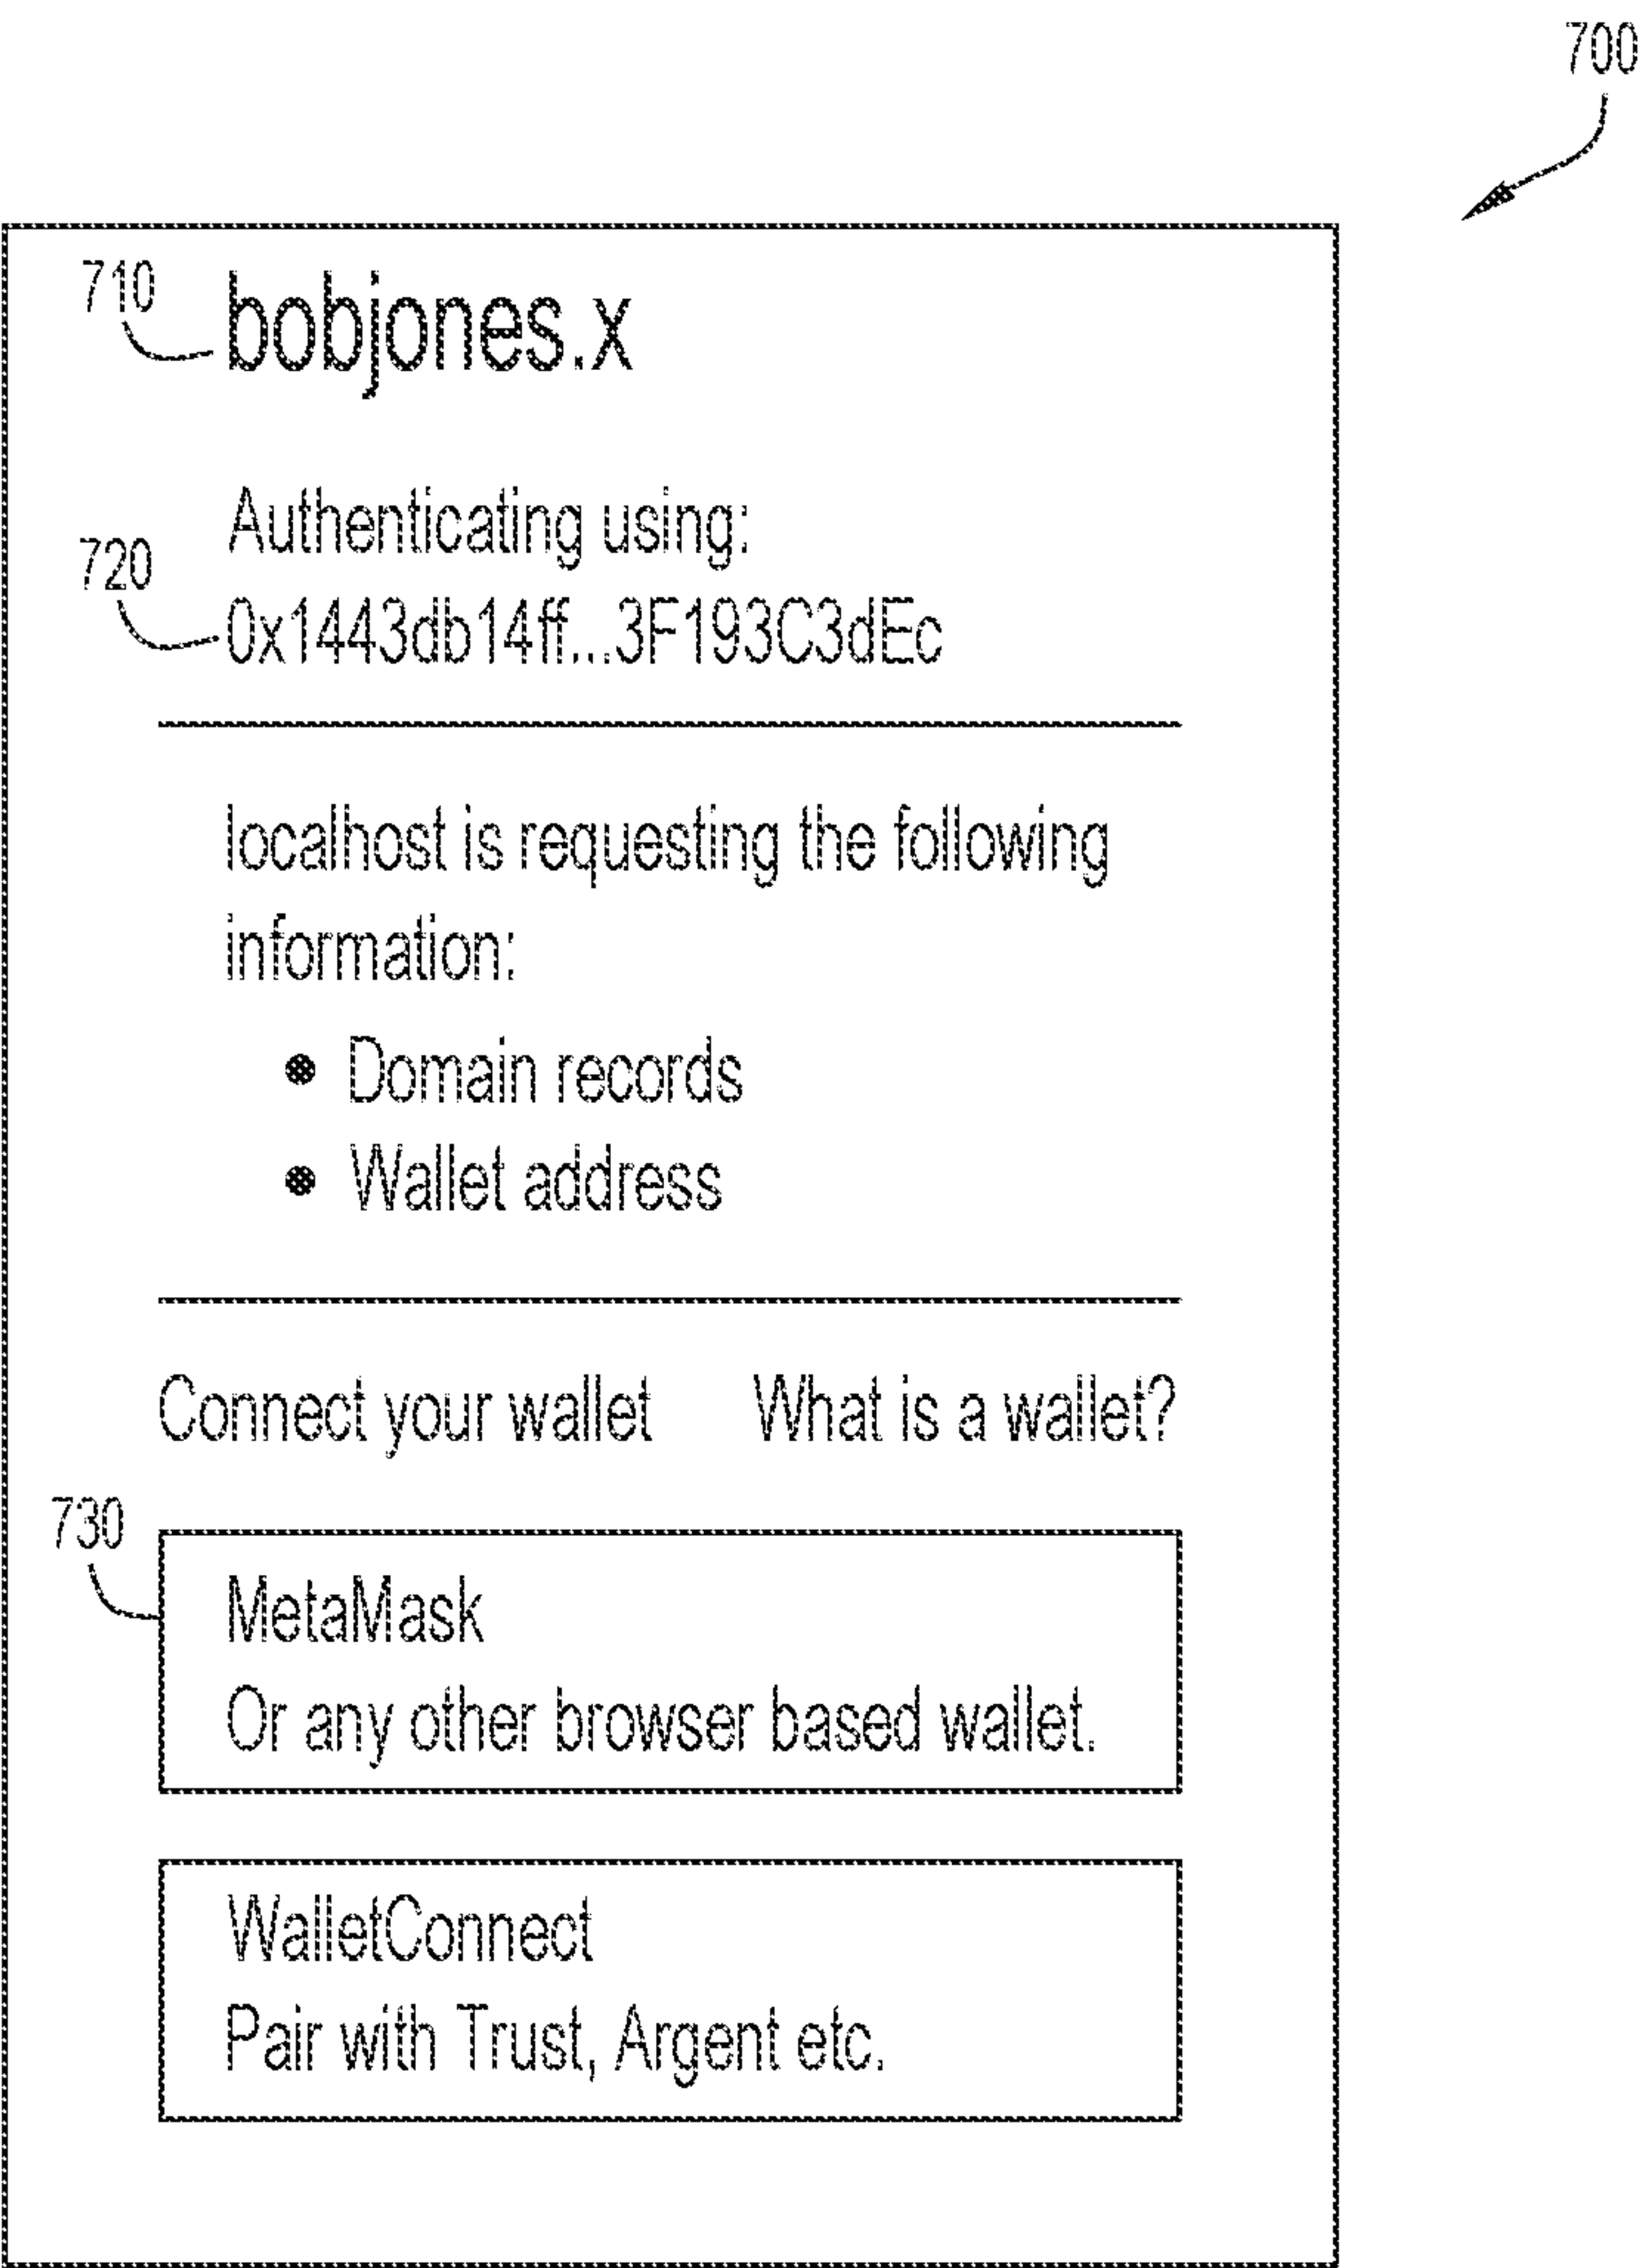 700
710
bobjones.x
Authenticating using:
720
0x1443db14ff...3F193C3dEc
localhost is requesting the following
information:
• Domain records
• Wallet address
Connect your wallet What is a wallet?
730
MetaMask
Or any other browser based wallet.
WalletConnect
Pair with Trust, Argent etc.